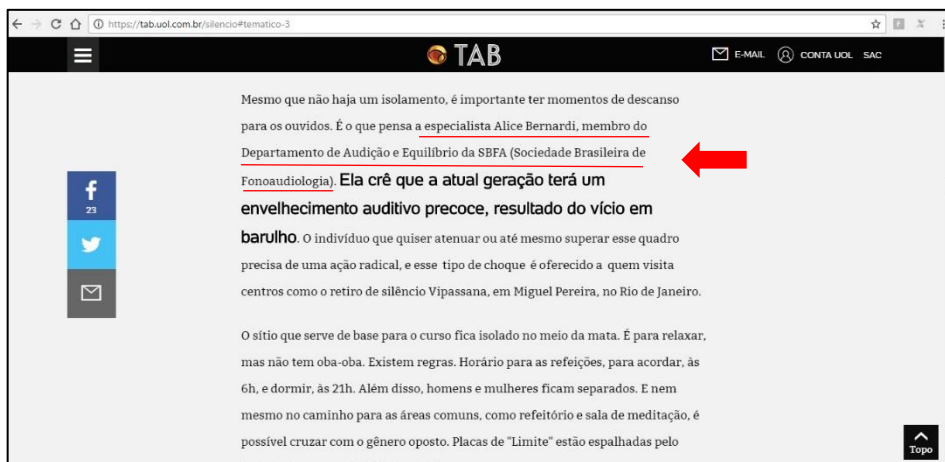 https://tab.uol.com.br/silencio#tematico-3
TAB
E-MAIL
CONTA UOL
SAC
Mesmo que não haja um isolamento, é importante ter momentos de descanso
para os ouvidos. É o que pensa a especialista Alice Bernardi, membro do
Departamento de Audição e Equilíbrio da SBFA (Sociedade Brasileira de
Fonoaudiologia). Ela crê que a atual geração terá um
envelhecimento auditivo precoce, resultado do vício em
barulho. O indivíduo que quiser atenuar ou até mesmo superar esse quadro
precisa de uma ação radical, e esse tipo de choque é oferecido a quem visita
centros como o retiro de silêncio Vipassana, em Miguel Pereira, no Rio de Janeiro.
f
23
O sítio que serve de base para o curso fica isolado no meio da mata. É para relaxar,
mas não tem oba-oba. Existem regras. Horário para as refeições, para acordar, às
6h, e dormir, às 21h. Além disso, homens e mulheres ficam separados. E nem
mesmo no caminho para as áreas comuns, como refeitório e sala de meditação, é
possível cruzar com o gênero oposto. Placas de "Limite" estão espalhadas pelo
Topo